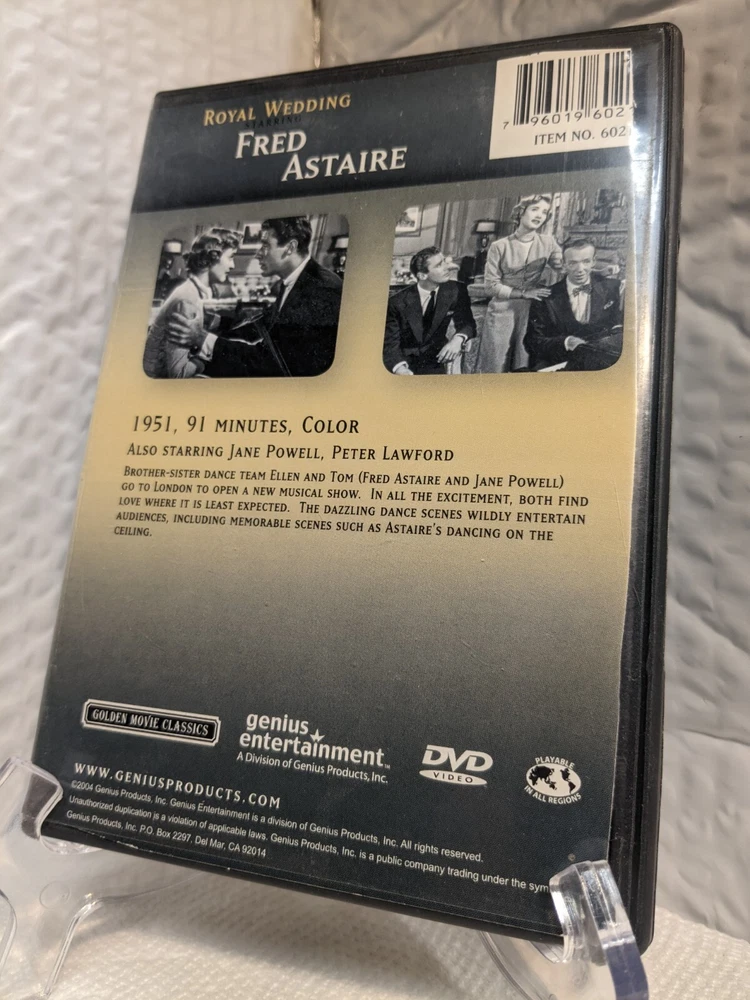 ROYAL WEDDING
STARRING
FRED
ASTAIRE
7 96019 602
ITEM NO. 602
1951, 91 MINUTES, COLOR
ALSO STARRING JANE POWELL, PETER LAWFORD
BROTHER-SISTER DANCE TEAM ELLEN AND TOM (FRED ASTAIRE AND JANE POWELL)
GO TO LONDON TO OPEN A NEW MUSICAL SHOW. IN ALL THE EXCITEMENT, BOTH FIND
LOVE WHERE IT IS LEAST EXPECTED. THE DAZZLING DANCE SCENES WILDLY ENTERTAIN
AUDIENCES, INCLUDING MEMORABLE SCENES SUCH AS ASTAIRE'S DANCING ON THE
CEILING.
GOLDEN MOVIE CLASSICS
genius
entertainment™
A Division of Genius Products, Inc.
DVD
VIDEO
PLAYABLE
IN ALL REGIONS
WWW.GENIUSPRODUCTS.COM
©2004 Genius Products, Inc. Genius Entertainment is a division of Genius Products, Inc. All rights reserved.
Unauthorized duplication is a violation of applicable laws. Genius Products, Inc. is a public company trading under the sym
Genius Products, Inc. P.O. Box 2297, Del Mar, CA 92014